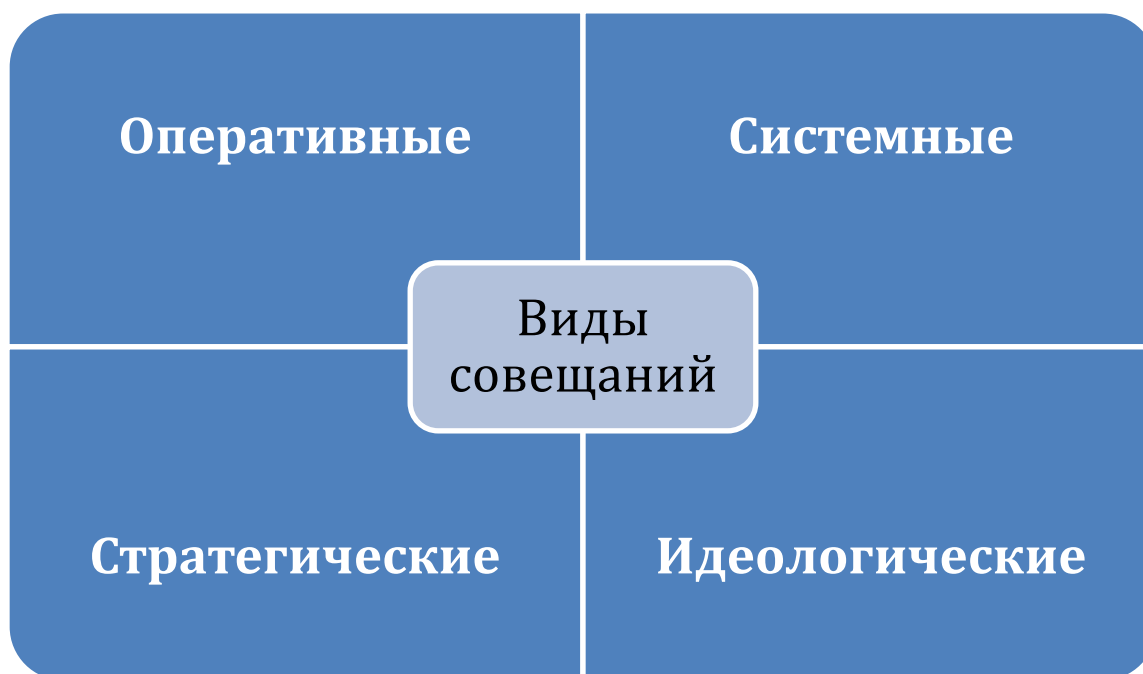 Оперативные
Системные
Виды
совещаний
Стратегические
Идеологические